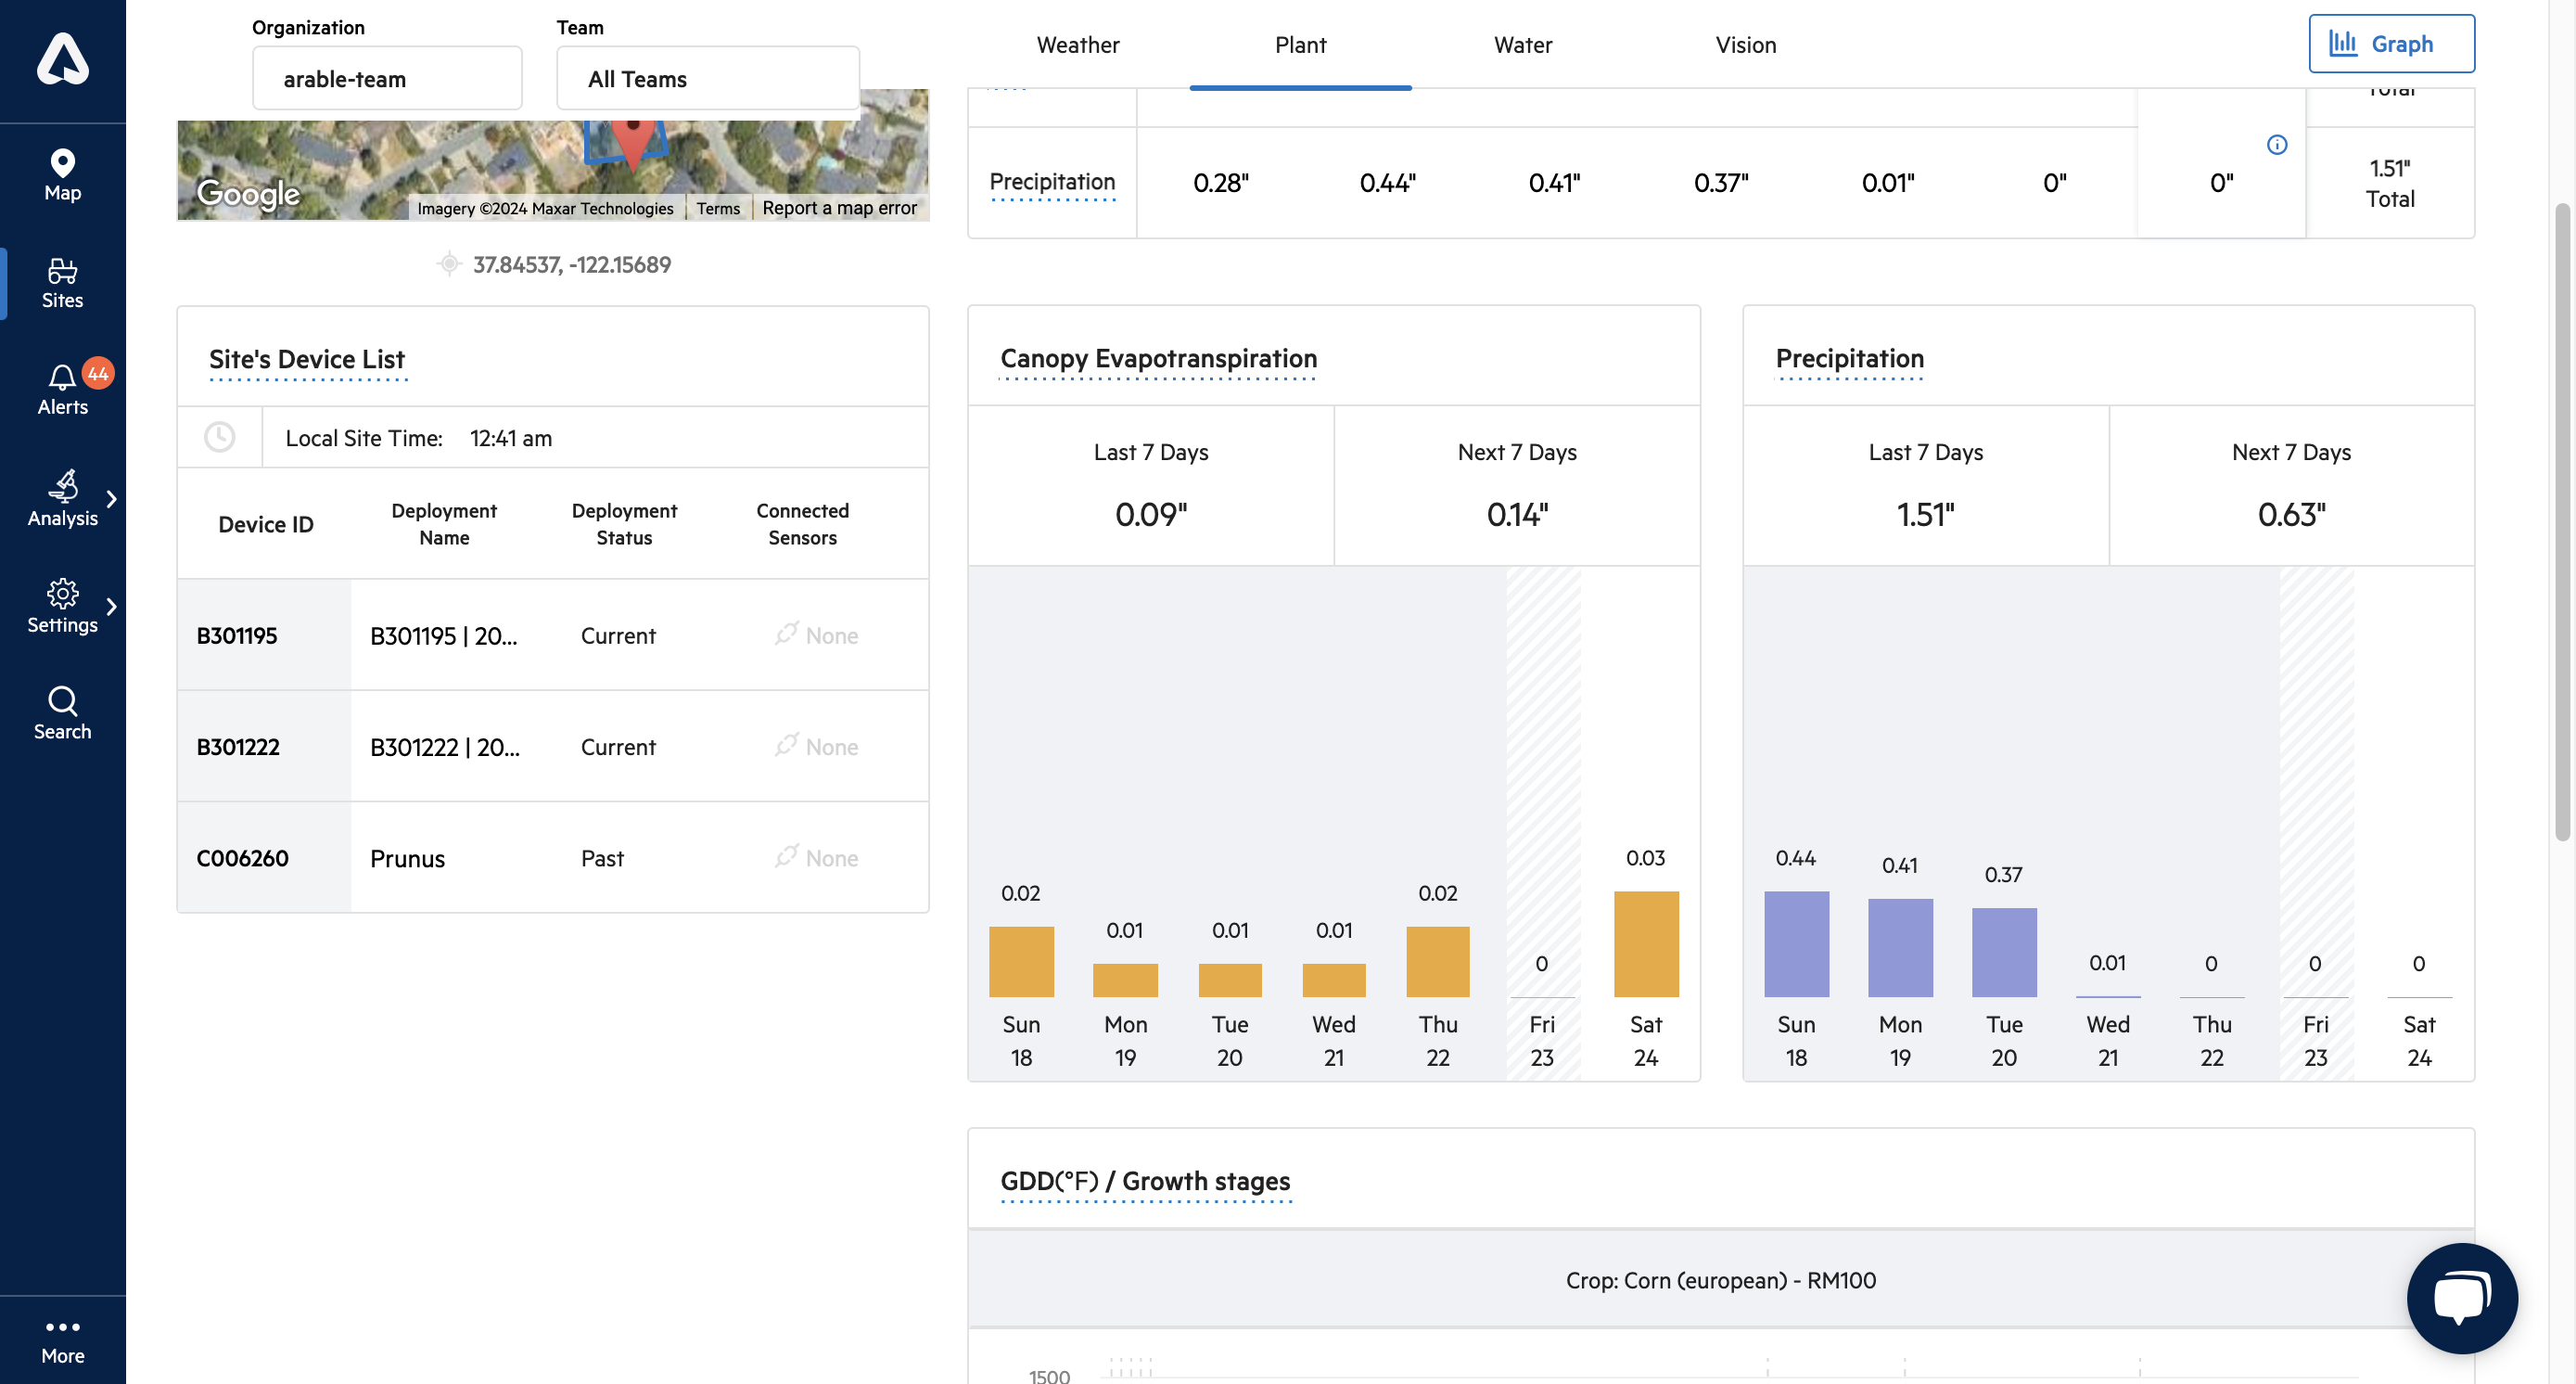 Organization
Team
arable-team
All Teams
Weather
Plant
Water
Vision
Graph
Map
Sites
44
Alerts
Analysis
Settings
Search
More
Google
Imagery ©2024 Maxar Technologies
Terms
Report a map error
37.84537, -122.15689
Total
Precipitation
0.28"
0.44"
0.41"
0.37"
0.01"
0"
0"
1.51"
Total
Site's Device List
Local Site Time: 12:41 am
Device ID
Deployment
Name
Deployment
Status
Connected
Sensors
B301195
B301195 | 20...
Current
None
B301222
B301222 | 20...
Current
None
C006260
Prunus
Past
None
Canopy Evapotranspiration
Last 7 Days
0.09"
Next 7 Days
0.14"
0.02
0.01
0.01
0.01
0.02
0
0.03
Sun
18
Mon
19
Tue
20
Wed
21
Thu
22
Fri
23
Sat
24
Precipitation
Last 7 Days
1.51"
Next 7 Days
0.63"
0.44
0.41
0.37
0.01
0
0
0
Sun
18
Mon
19
Tue
20
Wed
21
Thu
22
Fri
23
Sat
24
GDD(°F) / Growth stages
Crop: Corn (european) - RM100
1500